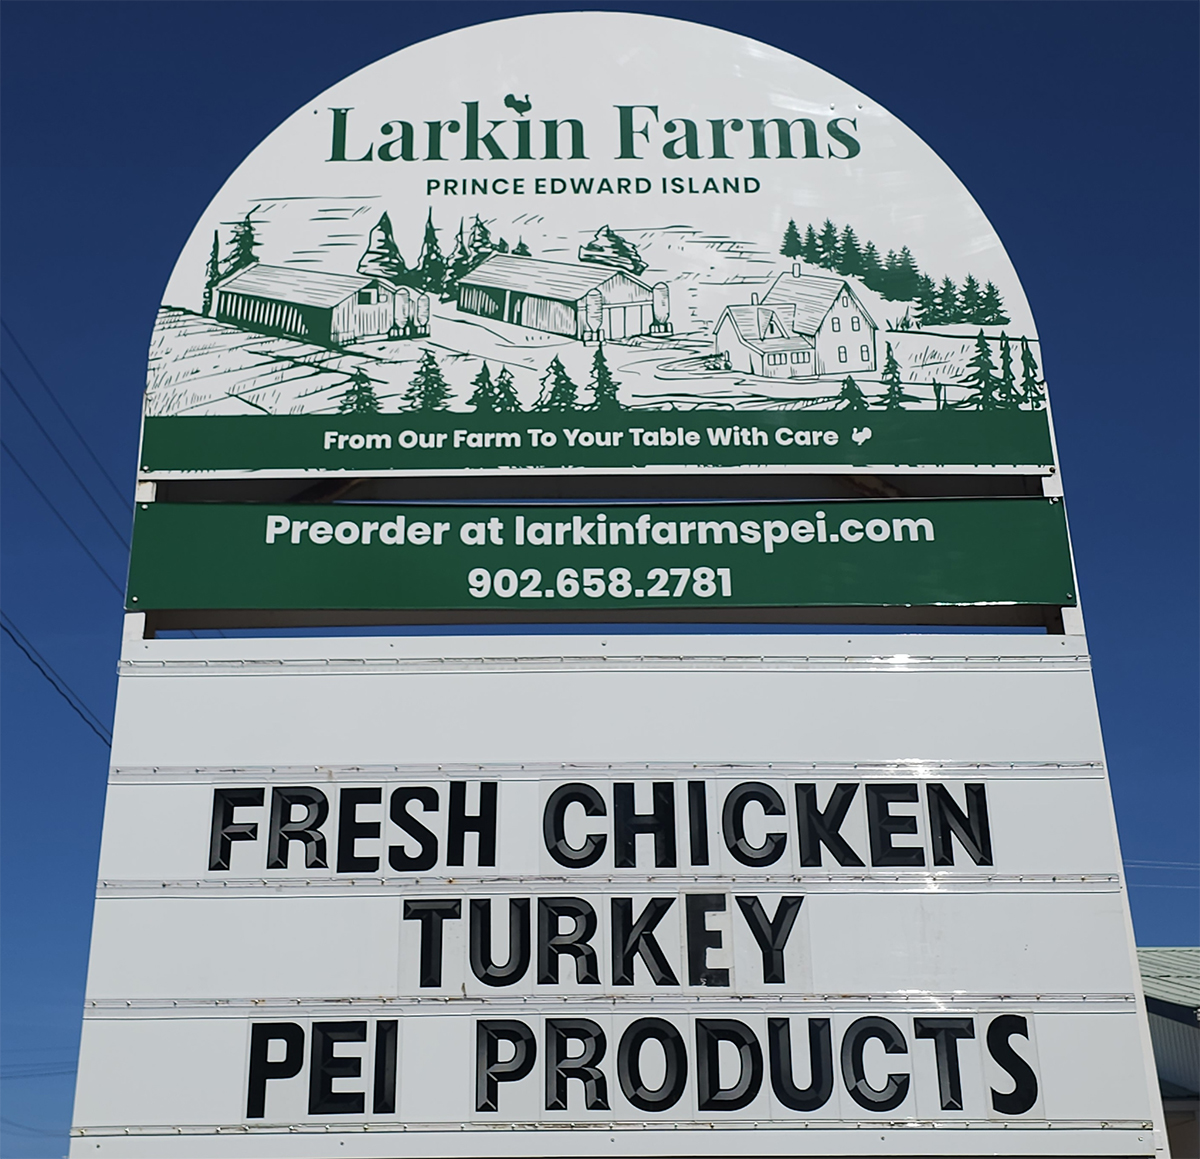 Larkin Farms
PRINCE EDWARD ISLAND
From Our Farm To Your Table With Care
Preorder at larkinfarmspei.com
902.658.2781
FRESH CHICKEN
TURKEY
PEI PRODUCTS